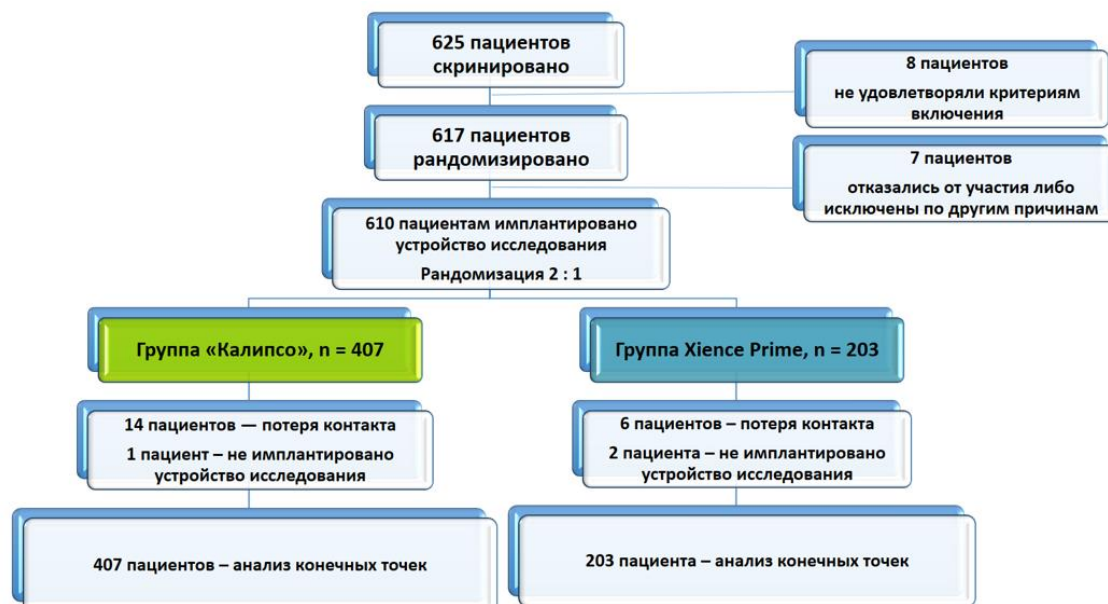 625 пациентов
скринировано
8 пациентов
не удовлетворяли критериям
включения
617 пациентов
рандомизировано
7 пациентов
отказались от участия либо
исключены по другим причинам
610 пациентам имплантировано
устройство исследования
Рандомизация 2 : 1
Группа «Калипсо», n = 407
Группа Xience Prime, n = 203
14 пациентов — потеря контакта
1 пациент – не имплантировано
устройство исследования
6 пациентов – потеря контакта
2 пациента – не имплантировано
устройство исследования
407 пациентов – анализ конечных точек
203 пациента – анализ конечных точек